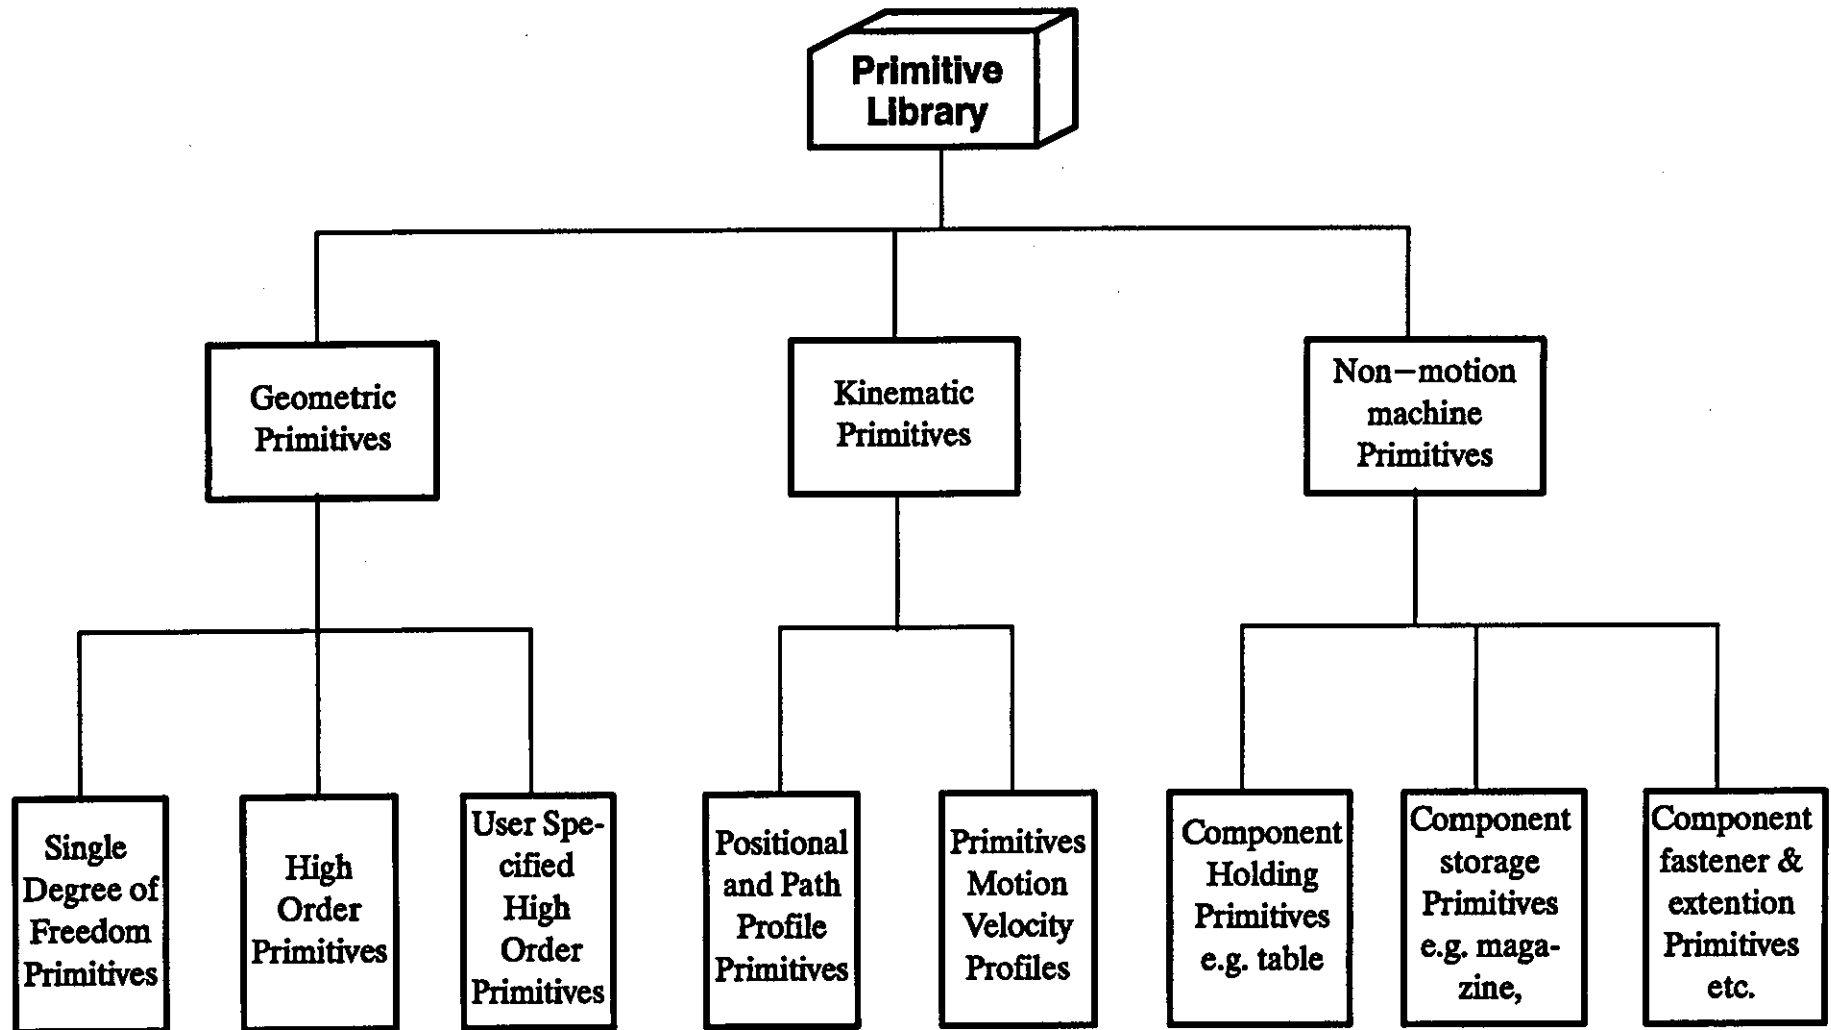 Primitive
Library
Geometric
Primitives
Kinematic
Primitives
Non-motion
machine
Primitives
Single
Degree of
Freedom
Primitives
High
Order
Primitives
User Spe-
cified
High
Order
Primitives
Positional
and Path
Profile
Primitives
Primitives
Motion
Velocity
Profiles
Component
Holding
Primitives
e.g. table
Component
storage
Primitives
e.g. maga-
zine,
Component
fastener &
extention
Primitives
etc.